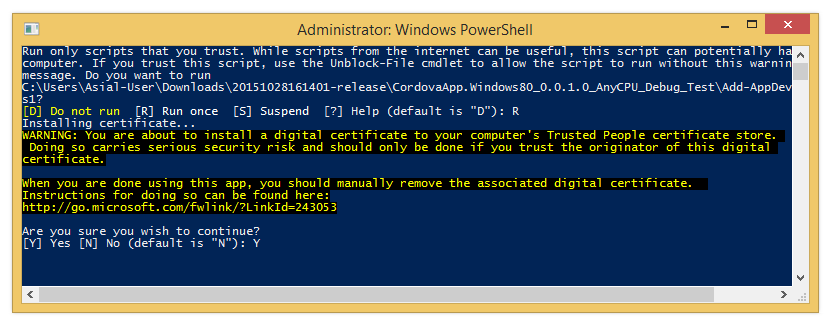 Administrator: Windows PowerShell
Run only scripts that you trust. While scripts from the internet can be useful, this script can potentially ha
computer. If you trust this script, use the Unblock-File cmdlet to allow the script to run without this warnin
message. Do you want to run
C:\Users\Asial-User\Downloads\20151028161401-release\CordovaApp.Windows80_0.0.1.0_AnyCPU_Debug_Test\Add-AppDev
s1?
[D] Do not run  [R] Run once  [S] Suspend  [?] Help (default is "D"): R
Installing certificate...
WARNING: You are about to install a digital certificate to your computer's Trusted People certificate store.
Doing so carries serious security risk and should only be done if you trust the originator of this digital
certificate.
When you are done using this app, you should manually remove the associated digital certificate.
Instructions for doing so can be found here:
http://go.microsoft.com/fwlink/?LinkId=243053
Are you sure you wish to continue?
[Y] Yes [N] No (default is "N"): Y